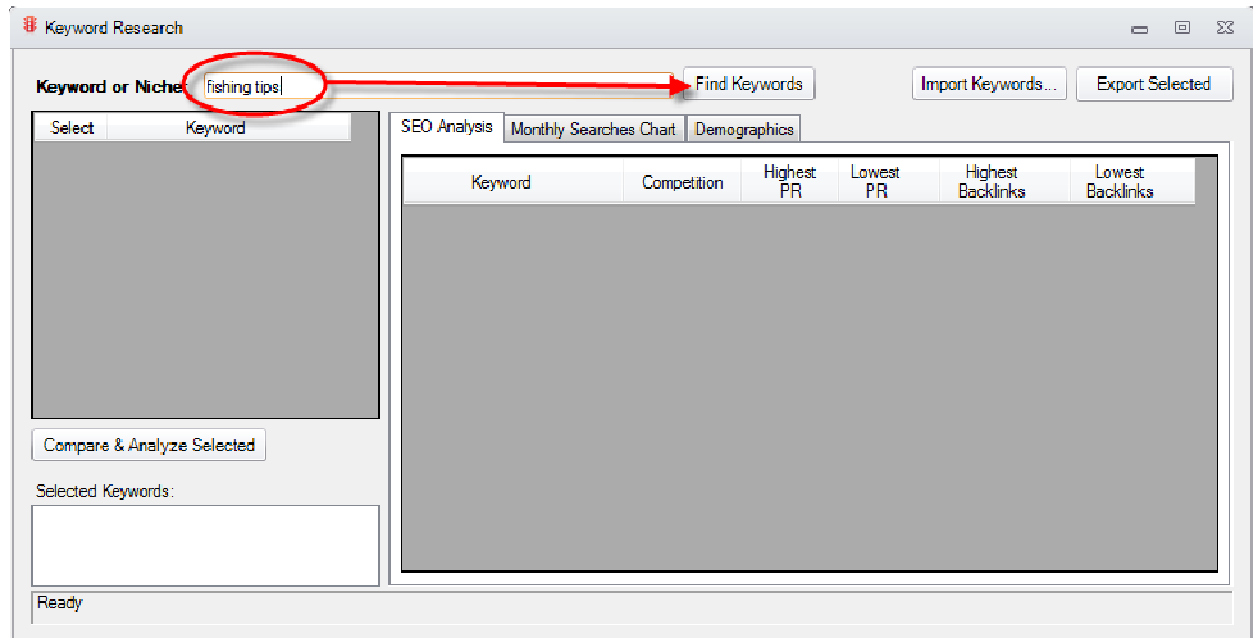 Keyword Research
Keyword or Niche: fishing tips Find Keywords Import Keywords... Export Selected
Select Keyword
SEO Analysis Monthly Searches Chart Demographics
Keyword Competition Highest PR Lowest PR Highest Backlinks Lowest Backlinks
Compare & Analyze Selected
Selected Keywords:
Ready